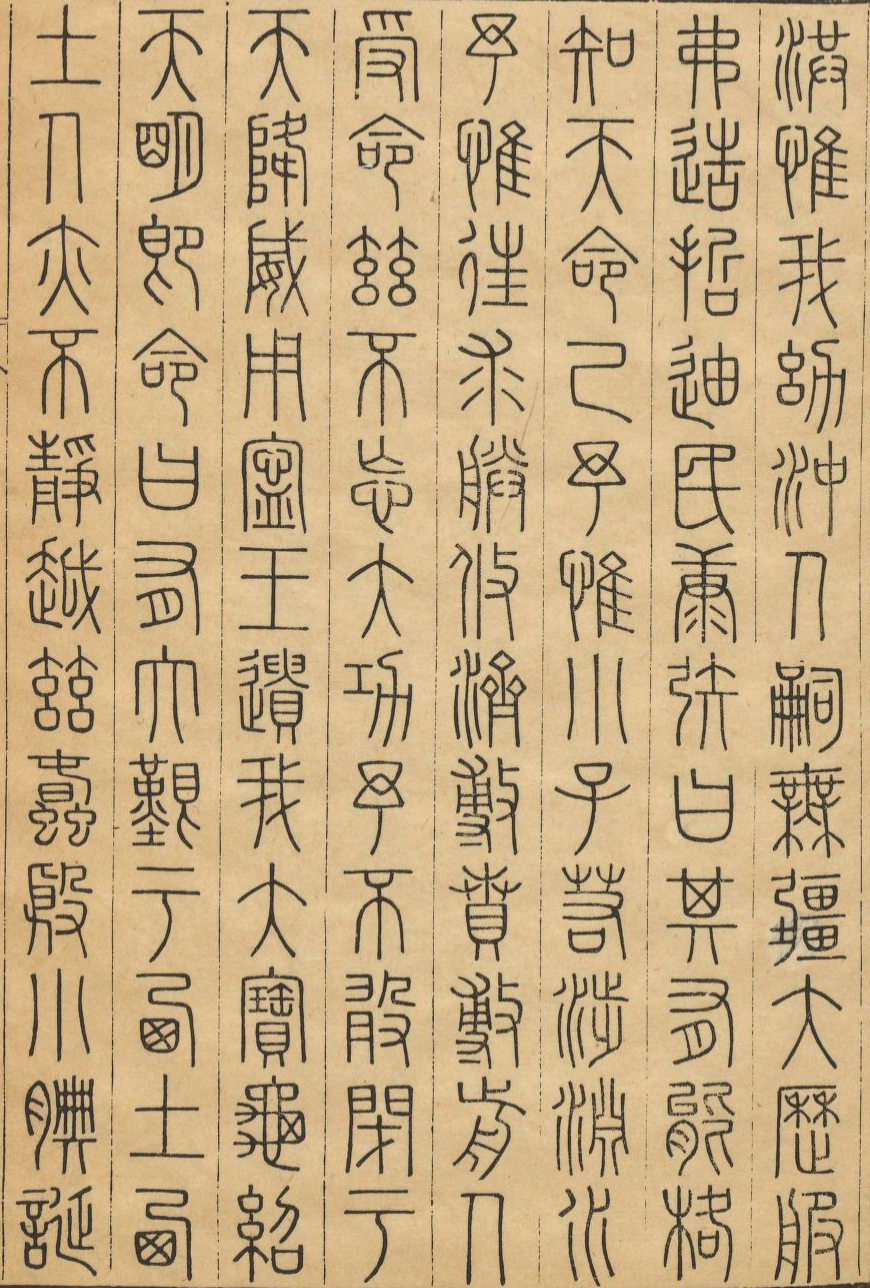 洪惟我幼沖人嗣無疆大歷服
弗造哲迪民康矧曰其有能格
知天命已予惟小子若涉淵水
予惟往求朕攸濟敷賁敷前人
受命茲不忘大功予不敢閉于
天降威用寧王遺我大寶龜紹
天明即命曰有大艱于西土西
土人亦不靜越茲蠢殷小腆誕